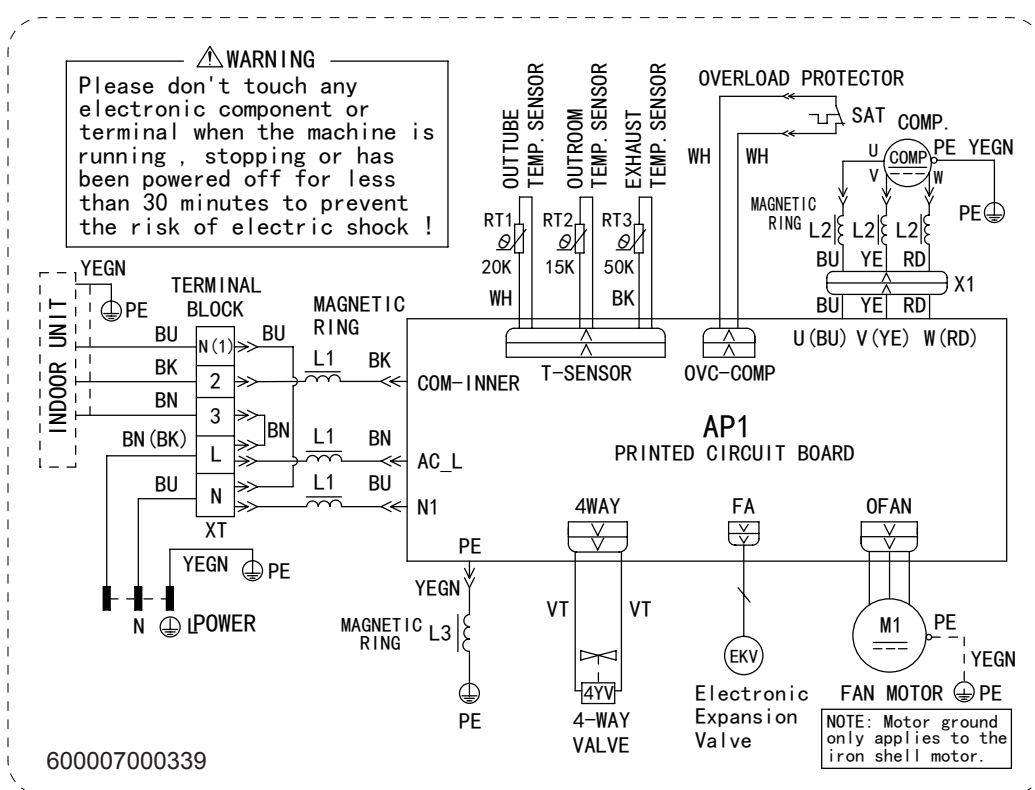 WARNING
Please don't touch any
electronic component or
terminal when the machine is
running , stopping or has
been powered off for less
than 30 minutes to prevent
the risk of electric shock !
OUTTUBE
TEMP. SENSOR
OUTROOM
TEMP. SENSOR
EXHAUST
TEMP. SENSOR
RT1
RT2
RT3
20K
15K
50K
WH
BK
OVERLOAD PROTECTOR
SAT
WH
WH
COMP.
U
V
W
COMP
PE
YEGN
PE
MAGNETIC
RING
L2
L2
L2
BU
YE
RD
X1
BU
YE
RD
U(BU) V(YE) W(RD)
INDOOR UNIT
YEGN
PE
TERMINAL
BLOCK
MAGNETIC
RING
BU
N(1)
BU
BK
2
L1
BK
COM-INNER
BN
3
BN
BN(BK)
L
L1
BN
AC_L
BU
N
L1
BU
N1
XT
YEGN
PE
N
L
POWER
T-SENSOR
OVC-COMP
AP1
PRINTED CIRCUIT BOARD
PE
4WAY
FA
OFAN
YEGN
MAGNETIC
RING
L3
PE
VT
VT
4YV
4-WAY
VALVE
EKV
Electronic
Expansion
Valve
M1
PE
YEGN
FAN MOTOR
PE
NOTE: Motor ground
only applies to the
iron shell motor.
600007000339